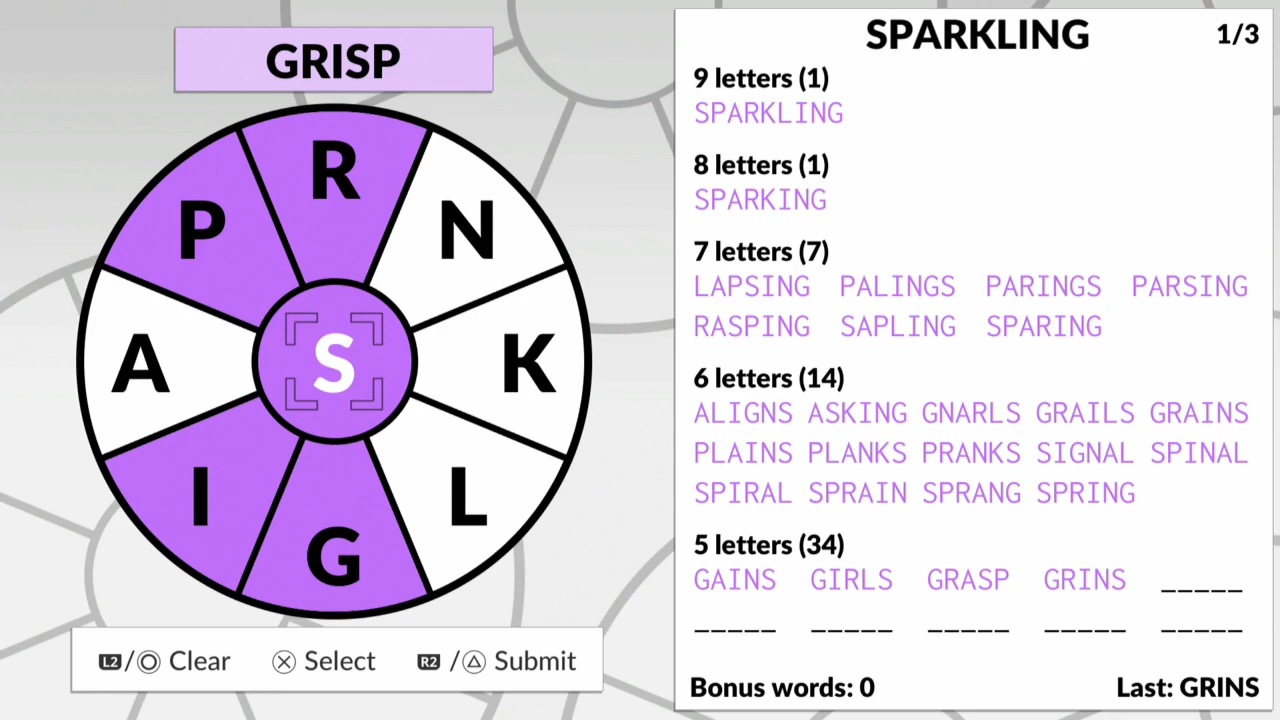 GRISP
R
P
N
A
S
K
I
L
G
L2/O Clear X Select R2/△ Submit
SPARKLING 1/3
9 letters (1)
SPARKLING
8 letters (1)
SPARKING
7 letters (7)
LAPSING PALINGS PARINGS PARSING
RASPING SAPLING SPARING
6 letters (14)
ALIGNS ASKING GNARLS GRAILS GRAINS
PLAINS PLANKS PRANKS SIGNAL SPINAL
SPIRAL SPRAIN SPRANG SPRING
5 letters (34)
GAINS GIRLS GRASP GRINS _____
_____ _____ _____ _____ _____
Bonus words: 0 Last: GRINS